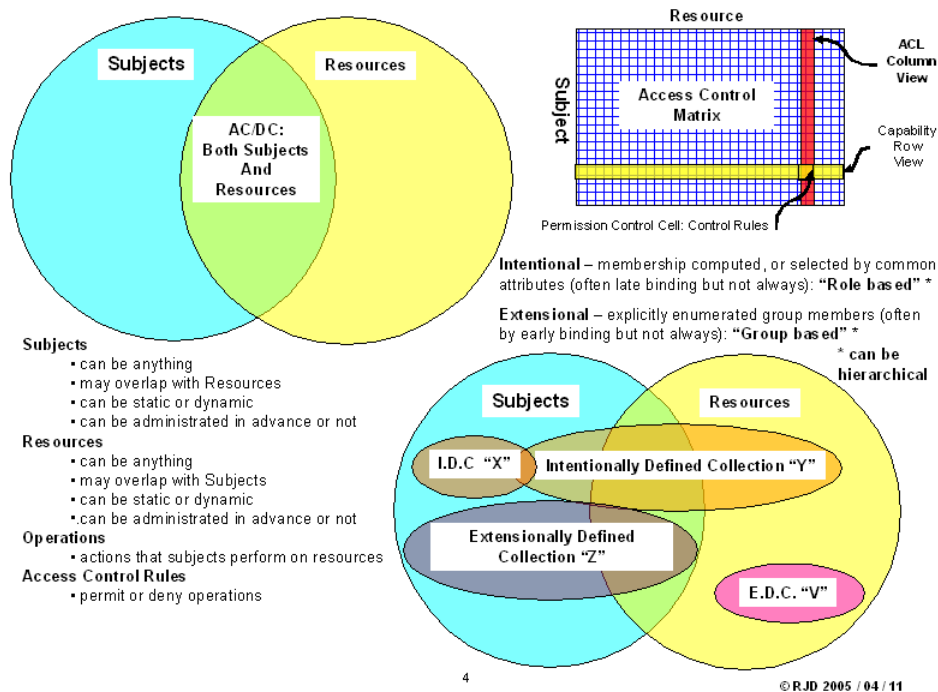 Subjects
Resources
AC/DC:
Both Subjects
And
Resources
Resource
Subject
Access Control
Matrix
ACL
Column
View
Capability
Row
View
Permission Control Cell: Control Rules
Intentional – membership computed, or selected by common
attributes (often late binding but not always): “Role based” *
Extensional – explicitly enumerated group members (often
by early binding but not always): “Group based” *
* can be
hierarchical
Subjects
▪ can be anything
▪ may overlap with Resources
▪ can be static or dynamic
▪ can be administrated in advance or not
Resources
▪ can be anything
▪ may overlap with Subjects
▪ can be static or dynamic
▪ .can be administrated in advance or not
Operations
▪ actions that subjects perform on resources
Access Control Rules
▪ permit or deny operations
Subjects
Resources
I.D.C “X”
Intentionally Defined Collection “Y”
Extensionally Defined
Collection “Z”
E.D.C. “V”
4
© RJD 2005 / 04 / 11